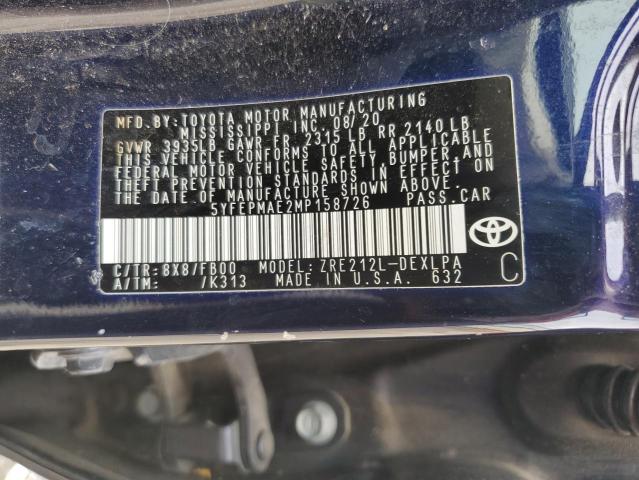 MFD.BY: TOYOTA MOTOR MANUFACTURING
MISSISSIPPI INC. 08/20
GVWR 3935LB GAWR FR 2315 LB RR 2140 LB
THIS VEHICLE CONFORMS TO ALL APPLICABLE
FEDERAL MOTOR VEHICLE SAFETY, BUMPER, AND
THEFT PREVENTION STANDARDS IN EFFECT ON
THE DATE OF MANUFACTURE SHOWN ABOVE.
5YFEPMAE2MP158726 PASS.CAR
C/TR: 8X8/FB00 MODEL: ZRE212L-DEXLPA
A/TM: /K313 MADE IN U.S.A. 632
C